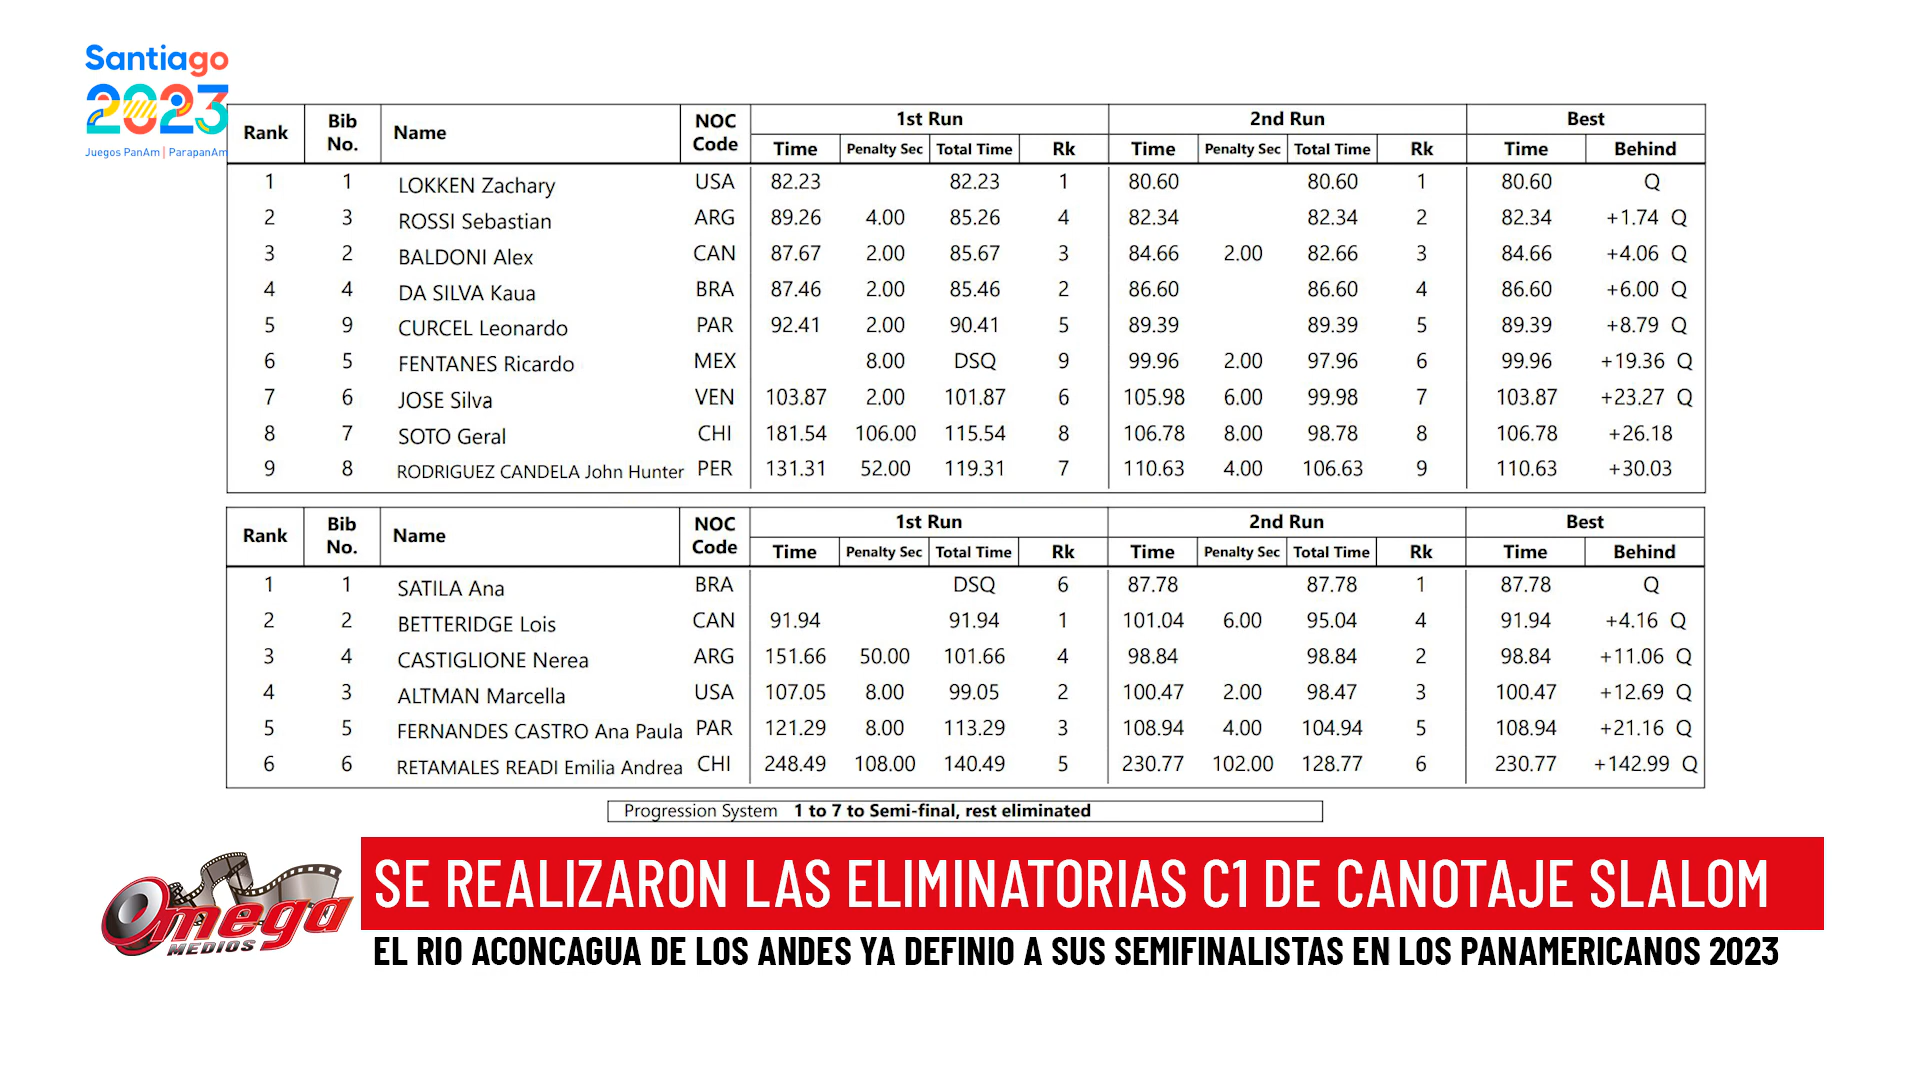 Santiago
2023
Juegos PanAm | ParapanAm
Rank Bib No. Name NOC Code 1st Run 2nd Run Best
Time Penalty Sec Total Time Rk Time Penalty Sec Total Time Rk Time Behind
1 1 LOKKEN Zachary USA 82.23 82.23 1 80.60 80.60 1 80.60 Q
2 3 ROSSI Sebastian ARG 89.26 4.00 85.26 4 82.34 82.34 2 82.34 +1.74 Q
3 2 BALDONI Alex CAN 87.67 2.00 85.67 3 84.66 2.00 82.66 3 84.66 +4.06 Q
4 4 DA SILVA Kaua BRA 87.46 2.00 85.46 2 86.60 86.60 4 86.60 +6.00 Q
5 9 CURCEL Leonardo PAR 92.41 2.00 90.41 5 89.39 89.39 5 89.39 +8.79 Q
6 5 FENTANES Ricardo MEX 8.00 DSQ 9 99.96 2.00 97.96 6 99.96 +19.36 Q
7 6 JOSE Silva VEN 103.87 2.00 101.87 6 105.98 6.00 99.98 7 103.87 +23.27 Q
8 7 SOTO Geral CHI 181.54 106.00 115.54 8 106.78 8.00 98.78 8 106.78 +26.18
9 8 RODRIGUEZ CANDELA John Hunter PER 131.31 52.00 119.31 7 110.63 4.00 106.63 9 110.63 +30.03
Rank Bib No. Name NOC Code 1st Run 2nd Run Best
Time Penalty Sec Total Time Rk Time Penalty Sec Total Time Rk Time Behind
1 1 SATILA Ana BRA DSQ 6 87.78 87.78 1 87.78 Q
2 2 BETTERIDGE Lois CAN 91.94 91.94 1 101.04 6.00 95.04 4 91.94 +4.16 Q
3 4 CASTIGLIONE Nerea ARG 151.66 50.00 101.66 4 98.84 98.84 2 98.84 +11.06 Q
4 3 ALTMAN Marcella USA 107.05 8.00 99.05 2 100.47 2.00 98.47 3 100.47 +12.69 Q
5 5 FERNANDES CASTRO Ana Paula PAR 121.29 8.00 113.29 3 108.94 4.00 104.94 5 108.94 +21.16 Q
6 6 RETAMALES READI Emilia Andrea CHI 248.49 108.00 140.49 5 230.77 102.00 128.77 6 230.77 +142.99 Q
Progression System 1 to 7 to Semi-final, rest eliminated
Omega
MEDIOS
SE REALIZARON LAS ELIMINATORIAS C1 DE CANOTAJE SLALOM
EL RIO ACONCAGUA DE LOS ANDES YA DEFINIO A SUS SEMIFINALISTAS EN LOS PANAMERICANOS 2023